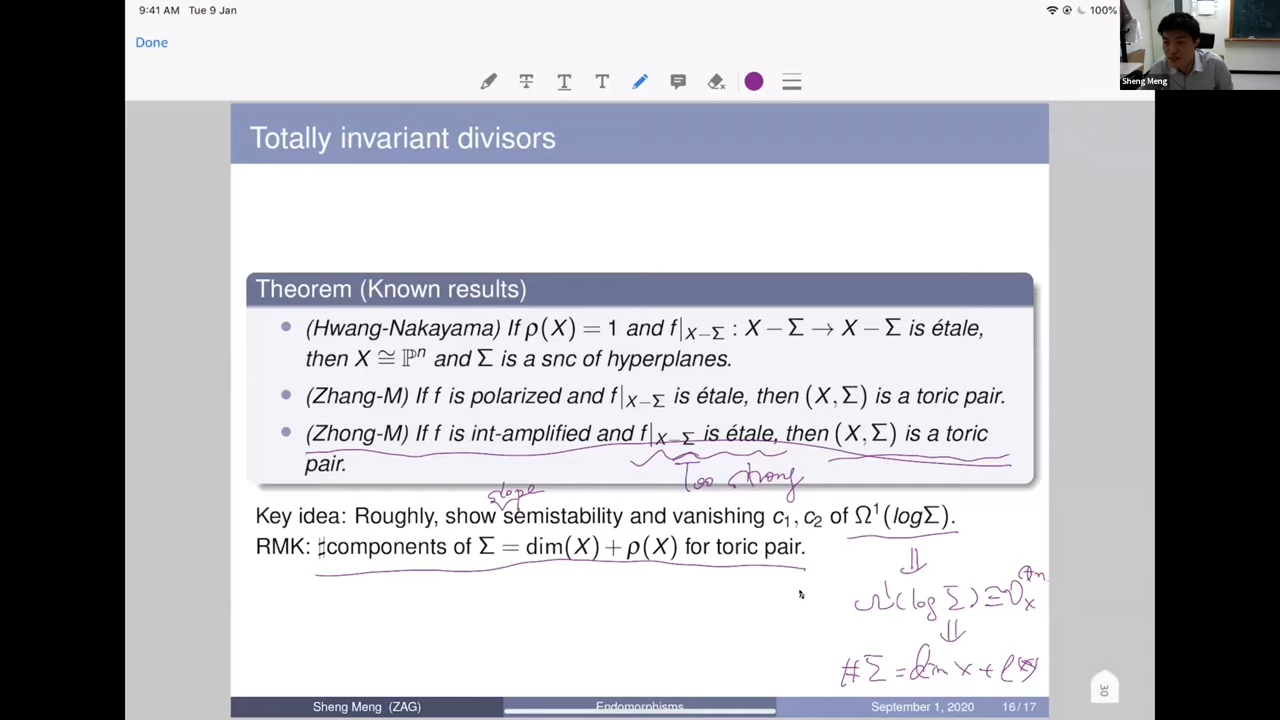 9:41 AM Tue 9 Jan
100%
Done
Sheng Meng
Totally invariant divisors
Theorem (Known results)
(Hwang-Nakayama) If ρ(X) = 1 and f|_{X−Σ} : X − Σ → X − Σ is étale,
then X ≅ ℙⁿ and Σ is a snc of hyperplanes.
(Zhang-M) If f is polarized and f|_{X−Σ} is étale, then (X, Σ) is a toric pair.
(Zhong-M) If f is int-amplified and f|_{X−Σ} is étale, then (X, Σ) is a toric
pair.
Too strong
slope
Key idea: Roughly, show semistability and vanishing c₁, c₂ of Ω¹(logΣ).
RMK: ♯components of Σ = dim(X) + ρ(X) for toric pair.
⇓
Ω¹(log Σ) ≅ O_X^{⊕n}
⇓
#Σ = dim X + ρ(X)
30
Sheng Meng (ZAG)
Endomorphisms
September 1, 2020
16 / 17